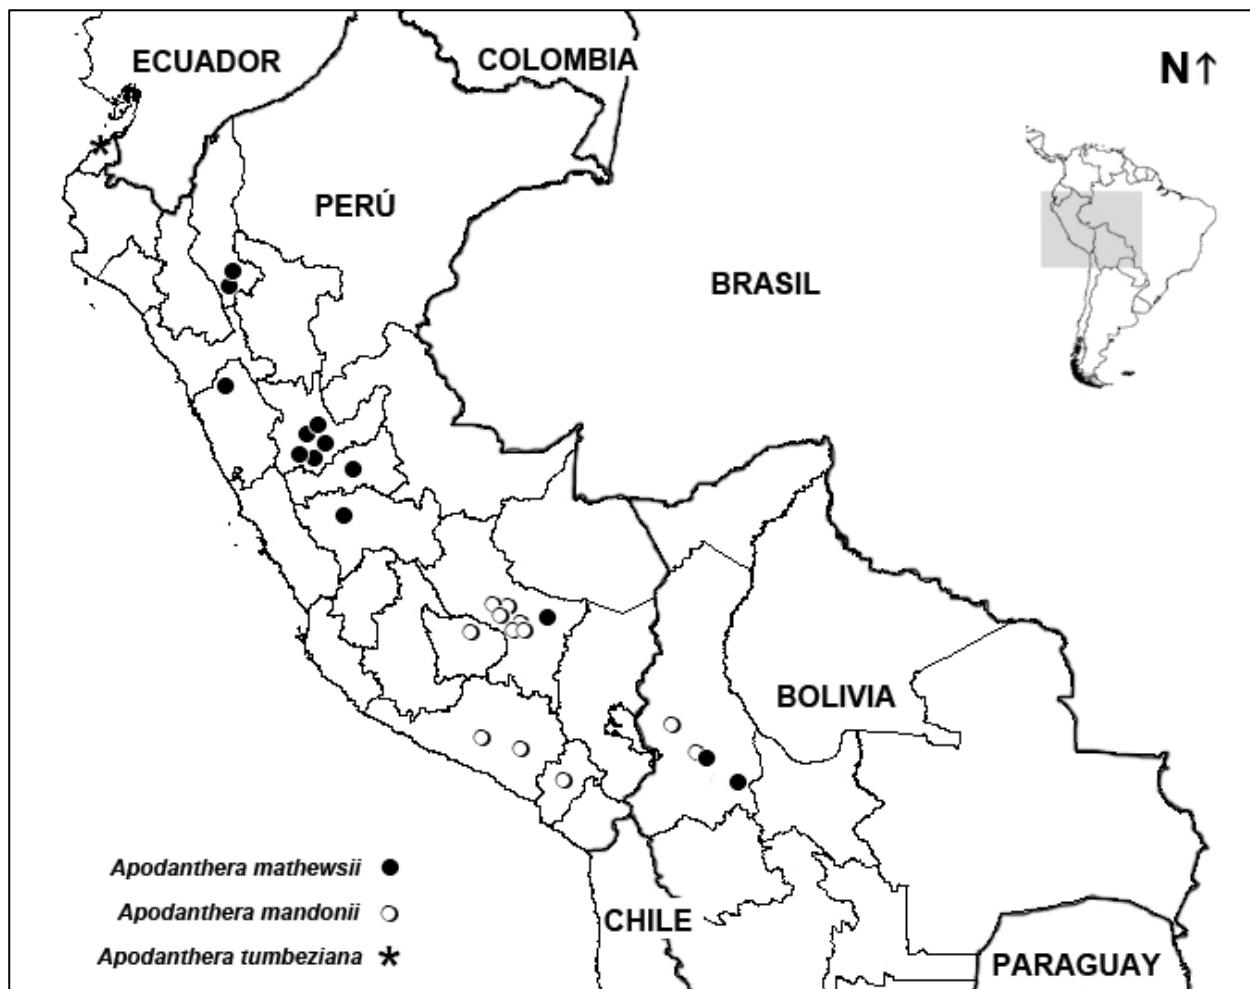 ECUADOR
COLOMBIA
N↑
PERÚ
BRASIL
BOLIVIA
Apodanthera mathewsii
Apodanthera mandonii
Apodanthera tumbeziana
CHILE
PARAGUAY